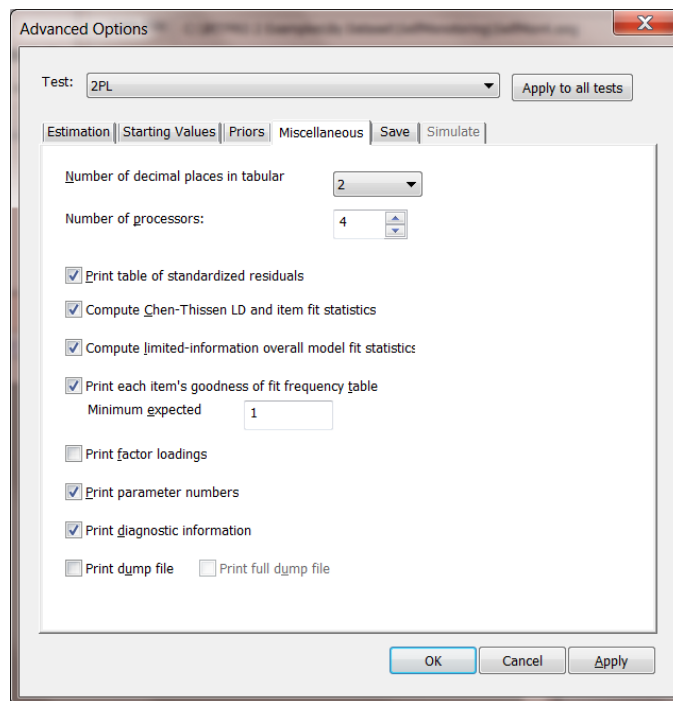 Advanced Options
Test: 2PL Apply to all tests
Estimation Starting Values Priors Miscellaneous Save Simulate
Number of decimal places in tabular 2
Number of processors: 4
Print table of standardized residuals
Compute Chen-Thissen LD and item fit statistics
Compute limited-information overall model fit statistics
Print each item's goodness of fit frequency table
Minimum expected 1
Print factor loadings
Print parameter numbers
Print diagnostic information
Print dump file Print full dump file
OK Cancel Apply